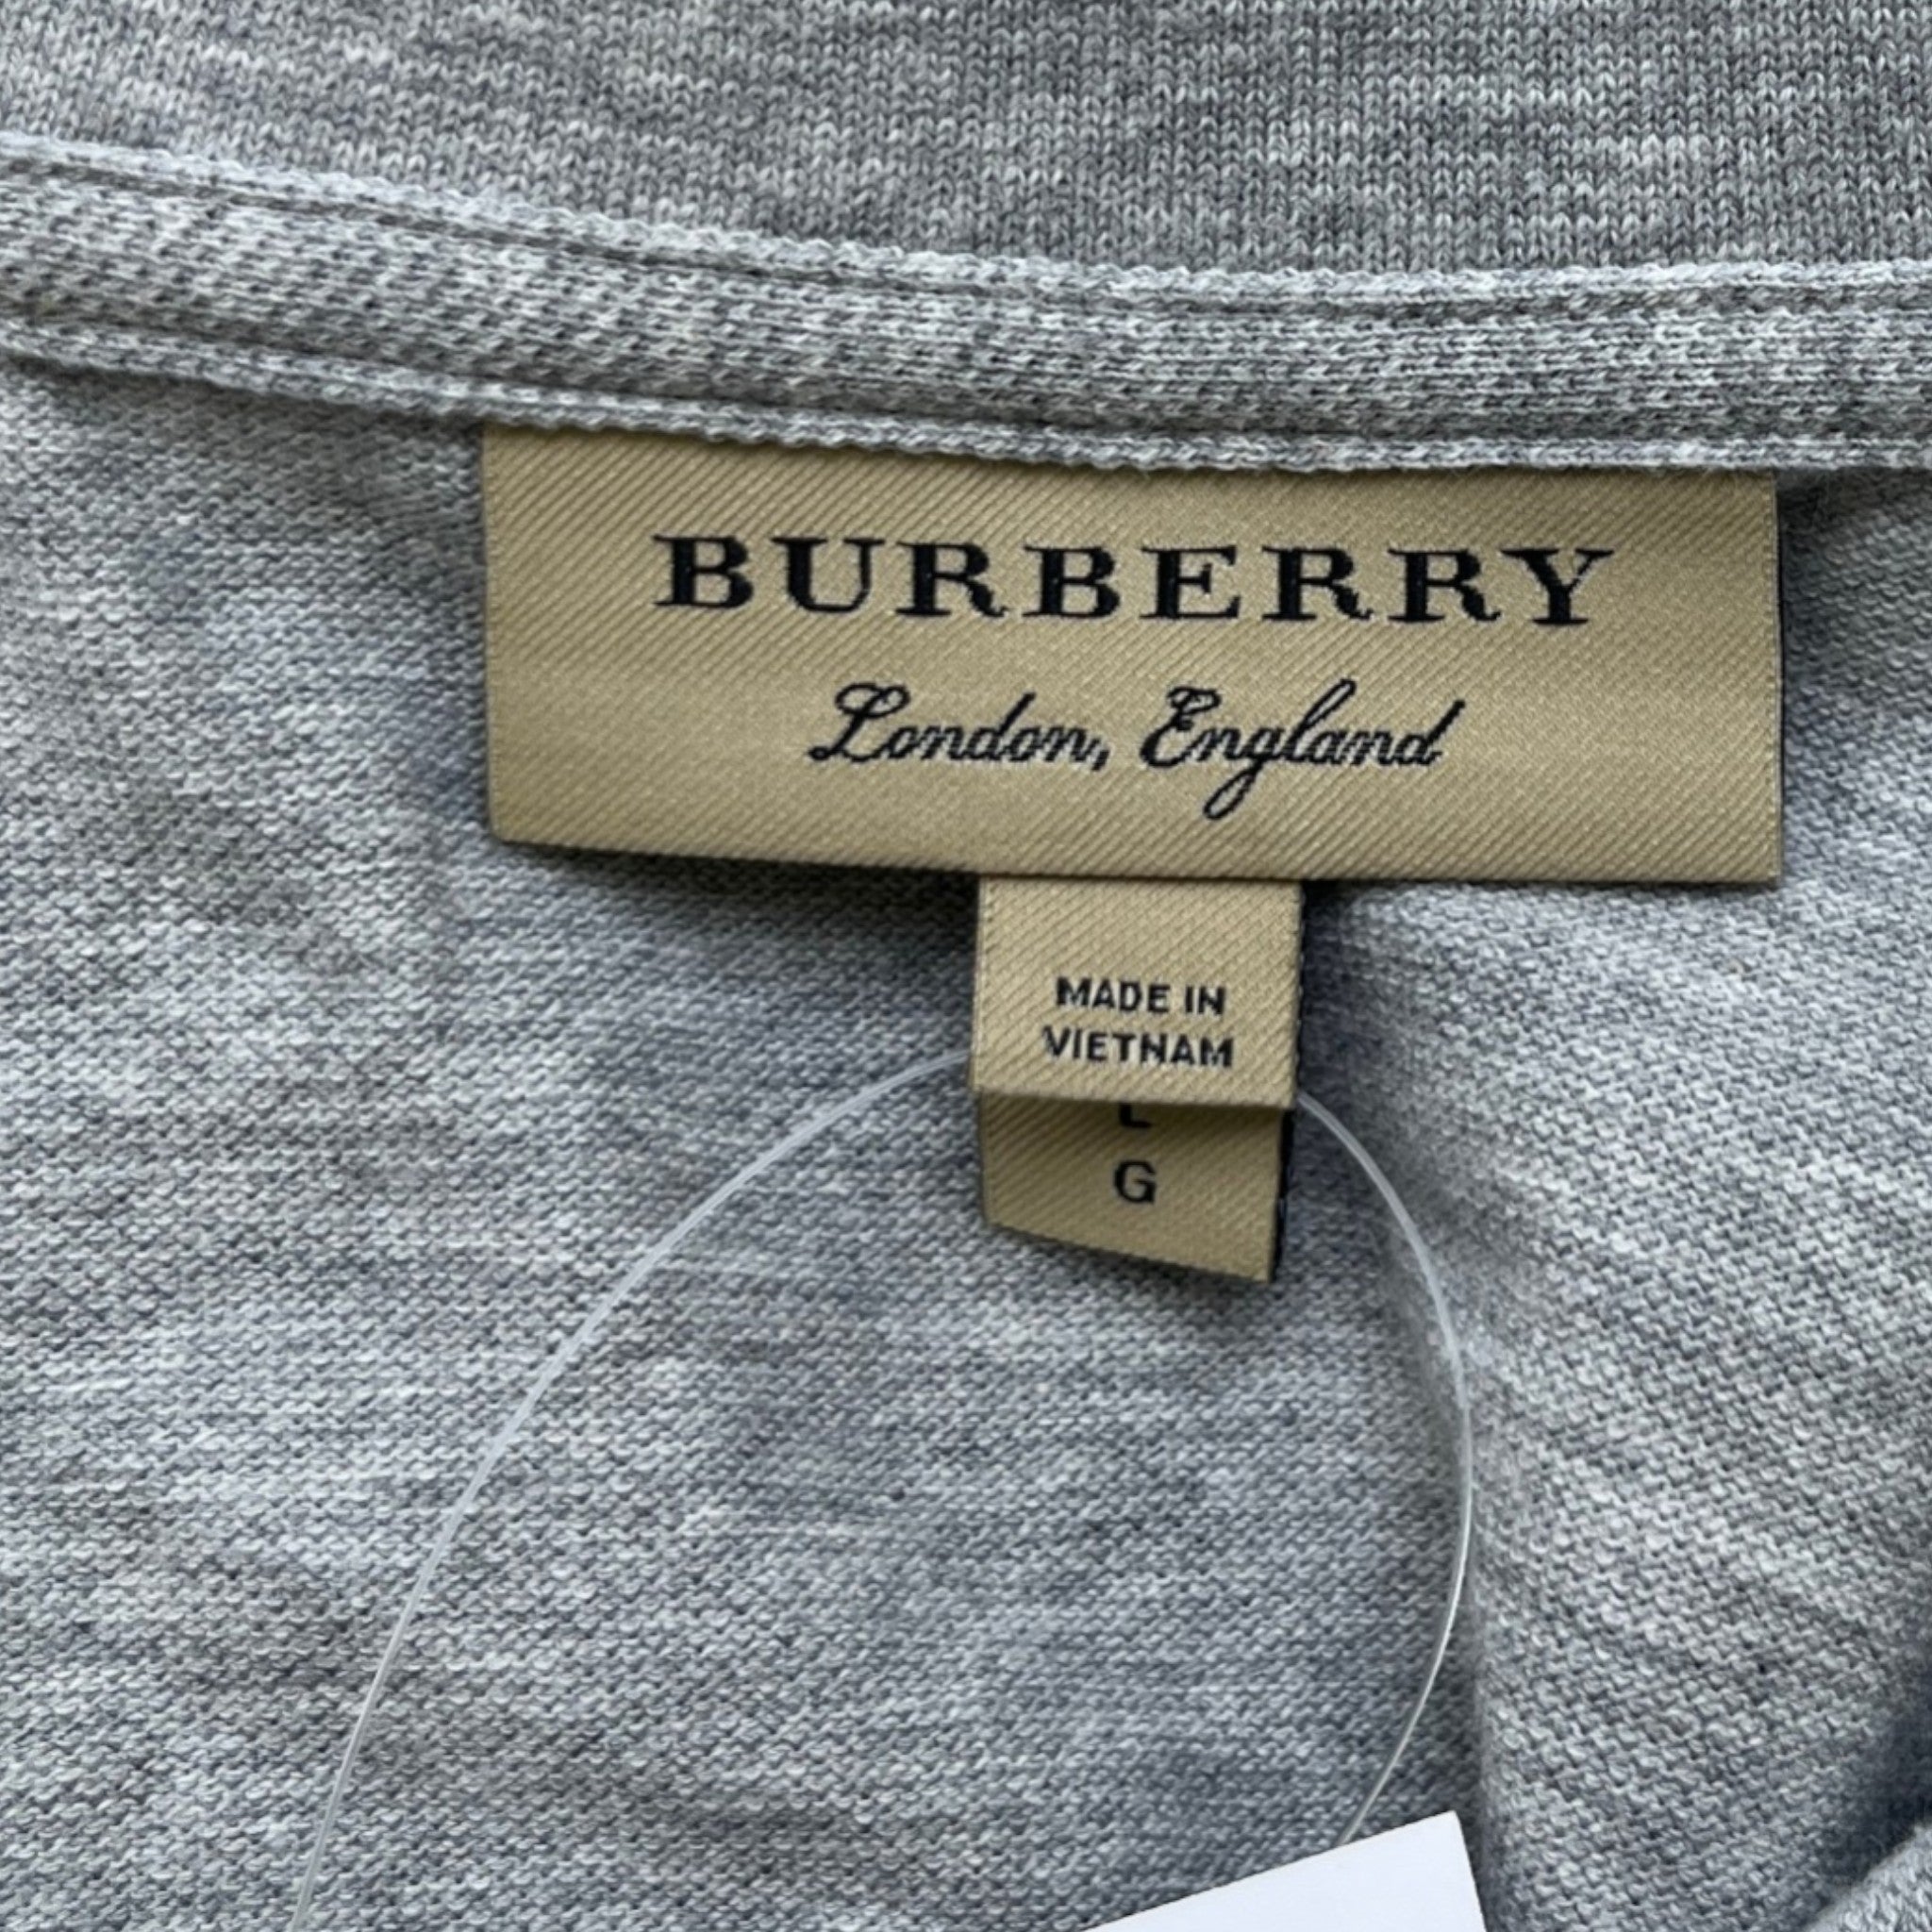 BURBERRY
London, England
MADE IN
VIETNAM
L
G